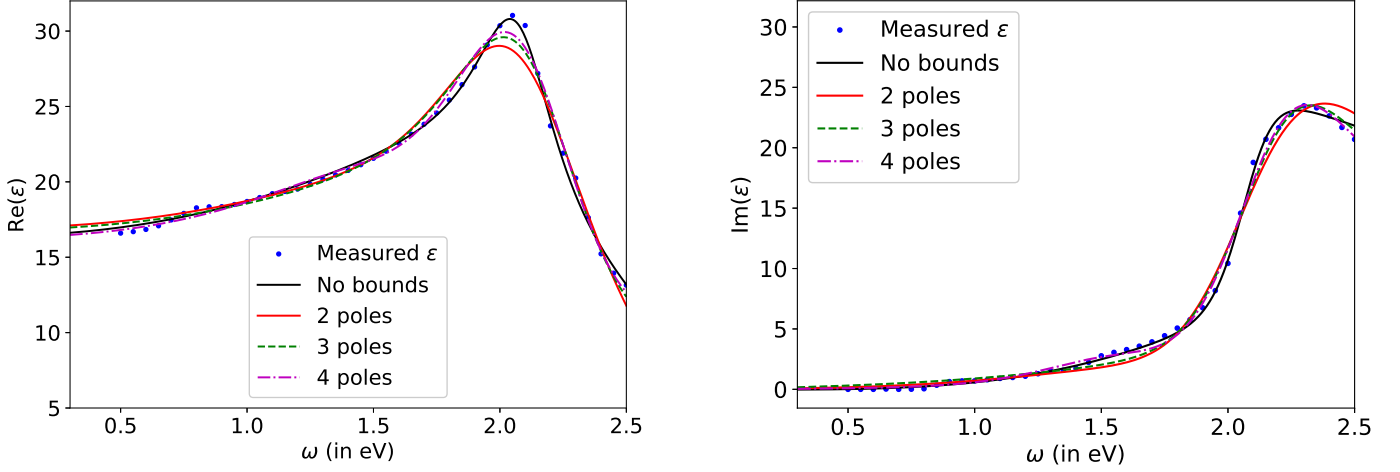 30
25
20
15
10
5
Re(ε)
Measured ε
No bounds
2 poles
3 poles
4 poles
0.5 1.0 1.5 2.0 2.5
ω (in eV)
30
25
20
15
10
5
0
Im(ε)
Measured ε
No bounds
2 poles
3 poles
4 poles
0.5 1.0 1.5 2.0 2.5
ω (in eV)